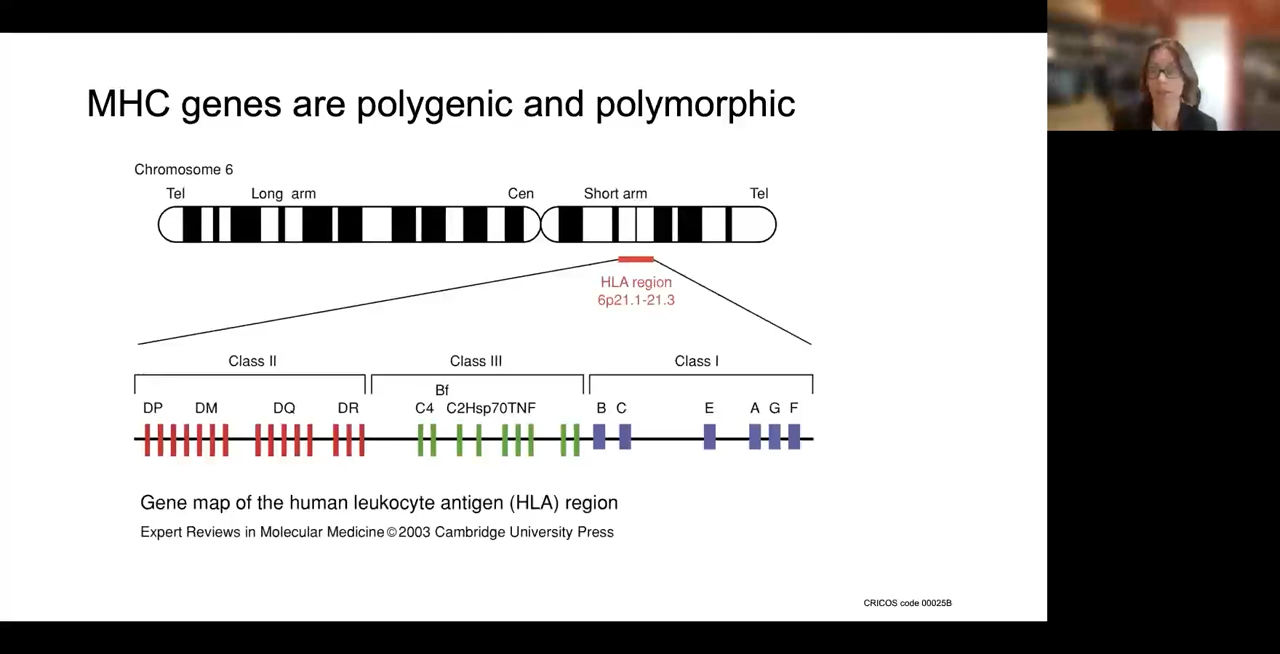 MHC genes are polygenic and polymorphic
Chromosome 6
Tel Long arm Cen Short arm Tel
HLA region
6p21.1-21.3
Class II Class III Class I
Bf
DP DM DQ DR C4 C2Hsp70TNF B C E A G F
Gene map of the human leukocyte antigen (HLA) region
Expert Reviews in Molecular Medicine©2003 Cambridge University Press
CRICOS code 00025B